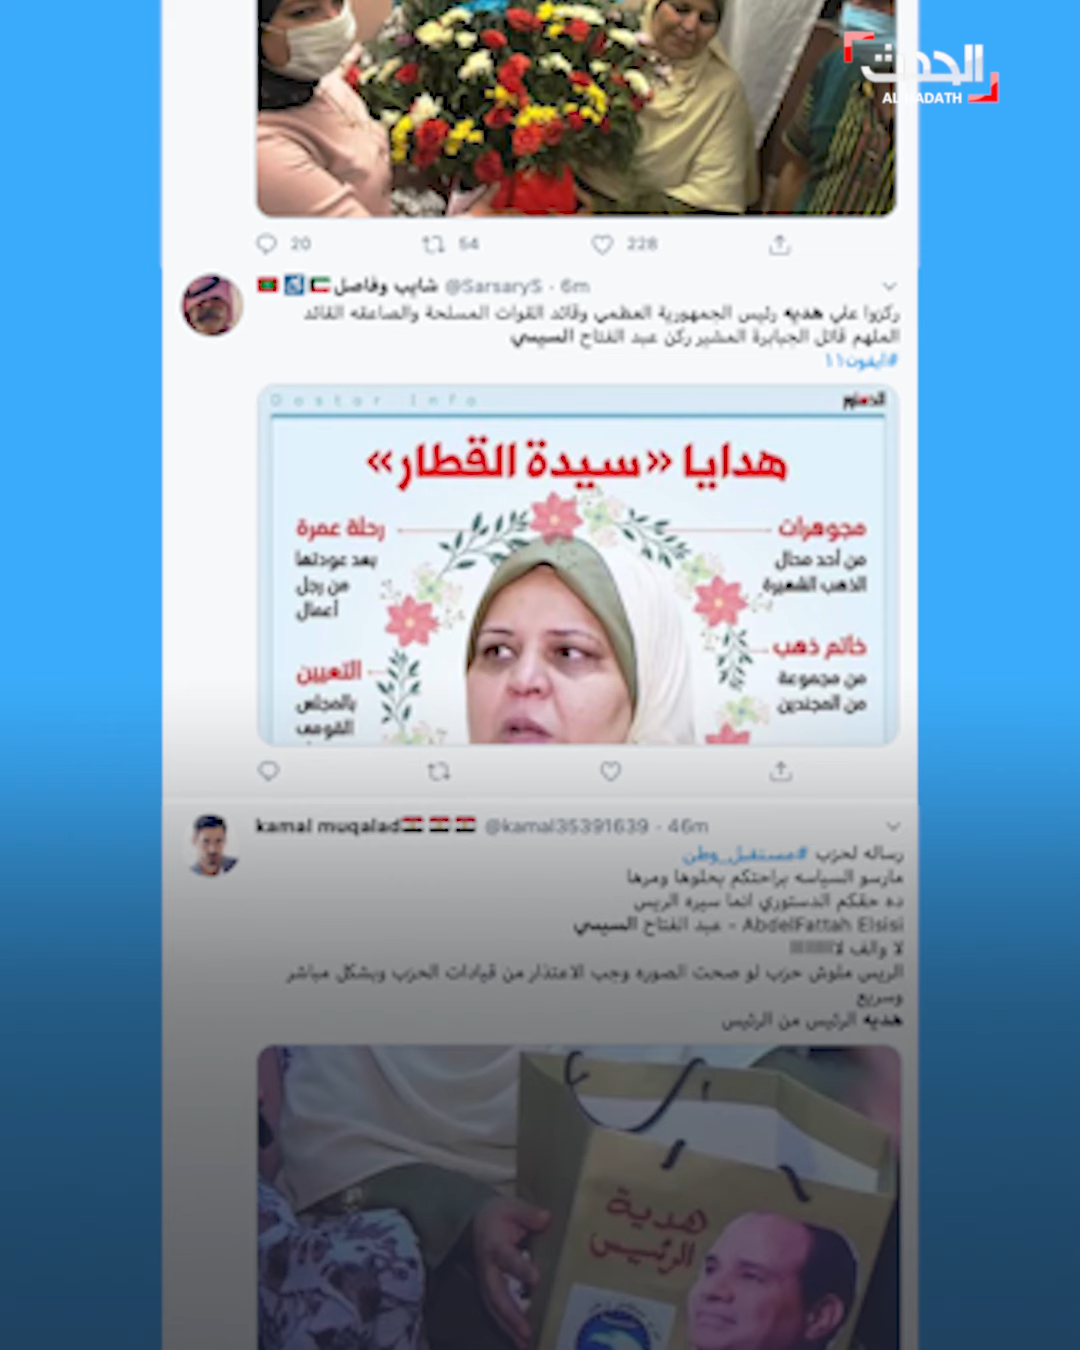 الحدث
AL HADATH
20
54
228
شايب وفاصل @SarsaryS · 6m
ركزوا علي هديه رئيس الجمهورية العظمي وقائد القوات المسلحة والصاعقه القائد
الملهم قاتل الجبابرة المشير ركن عبد الفتاح السيسي
#ايفون١١
Dostor Info
الدستور
هدايا «سيدة القطار»
مجوهرات
من أحد محال
الذهب الشهيرة
خاتم ذهب
من مجموعة
من المجندين
رحلة عمرة
بعد عودتها
من رجل
أعمال
التعيين
بالمجلس
القومى
kamal muqalad @kamal35391639 · 46m
رساله لحزب #مستقبل_وطن
مارسو السياسه براحتكم بحلوها ومرها
ده حقكم الدستوري انما سيره الريس
AbdelFattah Elsisi - عبد الفتاح السيسي
لا والف لا!!!!!!!!
الريس ملوش حزب لو صحت الصوره وجب الاعتذار من قيادات الحزب وبشكل مباشر
وسريع
هديه الرئيس من الرئيس
هدية
الرئيس